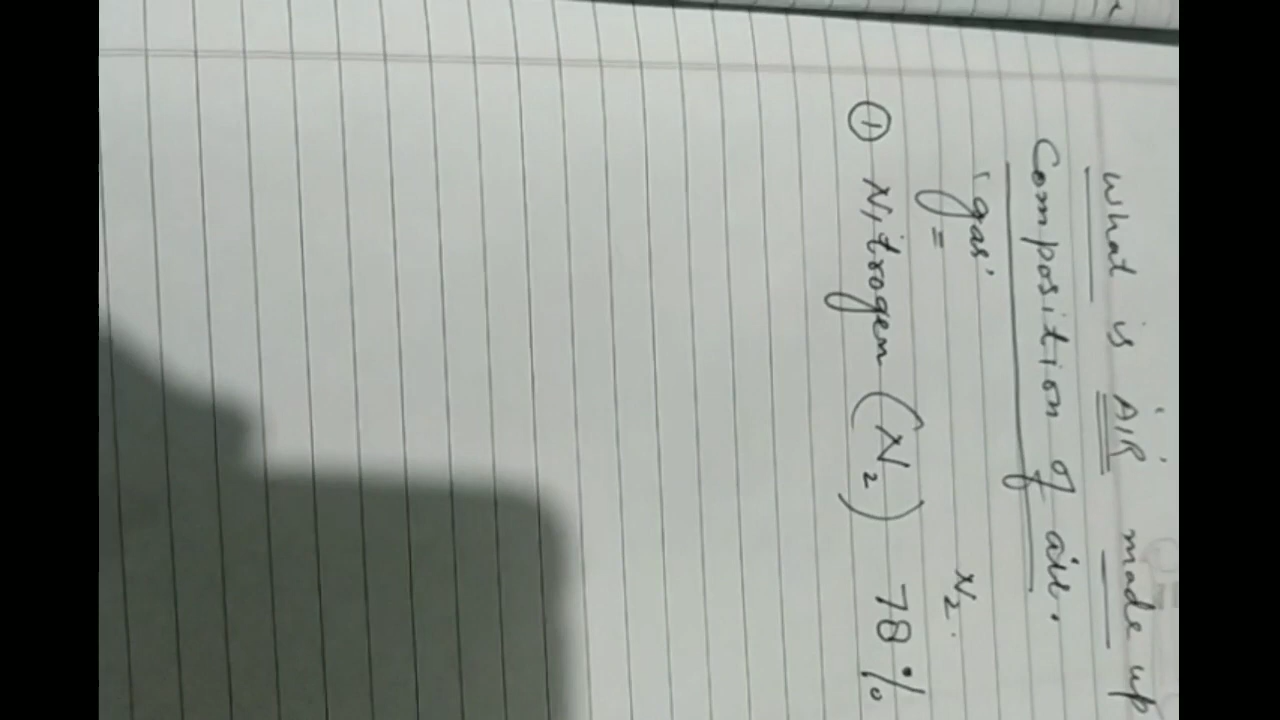 what is 'AIR' made up
Composition of air.
'gas' N2.
① Nitrogen (N2) 78%